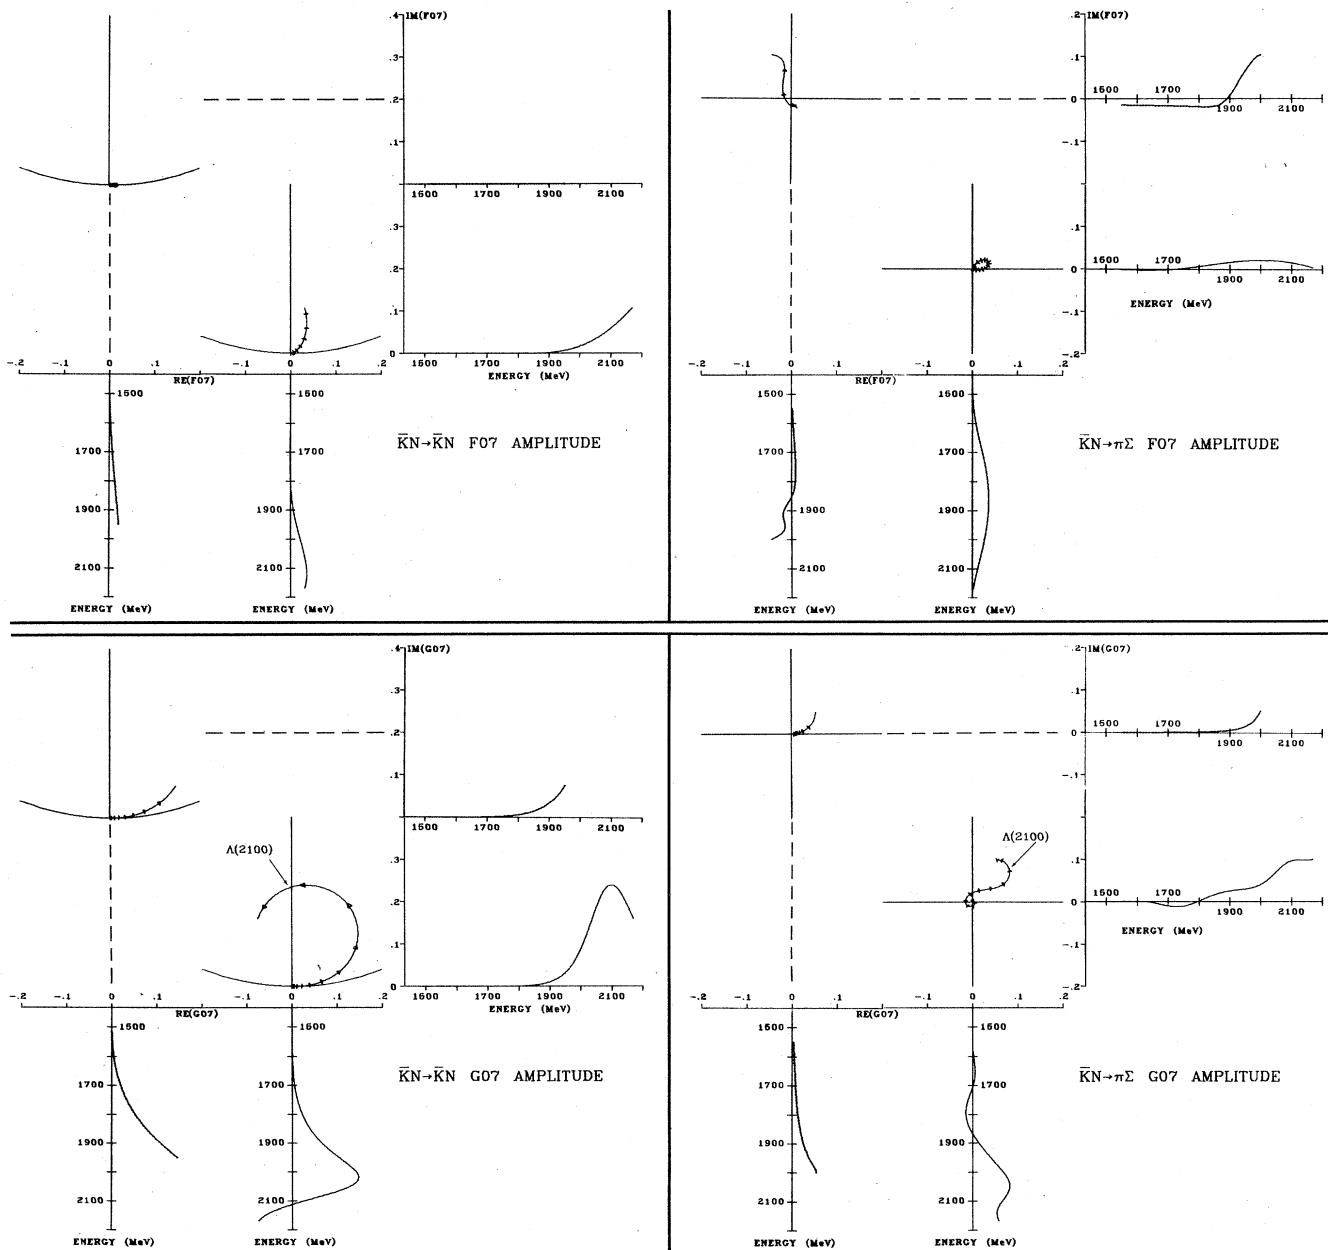 .4 IM(F07)
.3
.2
.1
1500 1700 1900 2100
.3
.2
.1
0
1500 1700 1900 2100
ENERGY (MeV)
-.2 -.1 0 .1
-.2 -.1 0 .1 .2
RE(F07)
1500
1700
1900
2100
ENERGY (MeV)
1500
1700
1900
2100
ENERGY (MeV)
K̄N→K̄N F07 AMPLITUDE
.2 IM(F07)
.1
0
-.1
1500 1700 1900 2100
.1
0
-.1
-.2
1500 1700 1900 2100
ENERGY (MeV)
-.2 -.1 0 .1
-.2 -.1 0 .1 .2
RE(F07)
1500
1700
1900
2100
ENERGY (MeV)
1500
1700
1900
2100
ENERGY (MeV)
K̄N→πΣ F07 AMPLITUDE
.4 IM(G07)
.3
.2
.1
1500 1700 1900 2100
Λ(2100)
.3
.2
.1
0
1500 1700 1900 2100
ENERGY (MeV)
-.2 -.1 0 .1
-.2 -.1 0 .1 .2
RE(G07)
1500
1700
1900
2100
ENERGY (MeV)
1500
1700
1900
2100
ENERGY (MeV)
K̄N→K̄N G07 AMPLITUDE
.2 IM(G07)
.1
0
-.1
1500 1700 1900 2100
Λ(2100)
.1
0
-.1
-.2
1500 1700 1900 2100
ENERGY (MeV)
-.2 -.1 0 .1
-.2 -.1 0 .1 .2
RE(G07)
1500
1700
1900
2100
ENERGY (MeV)
1500
1700
1900
2100
ENERGY (MeV)
K̄N→πΣ G07 AMPLITUDE